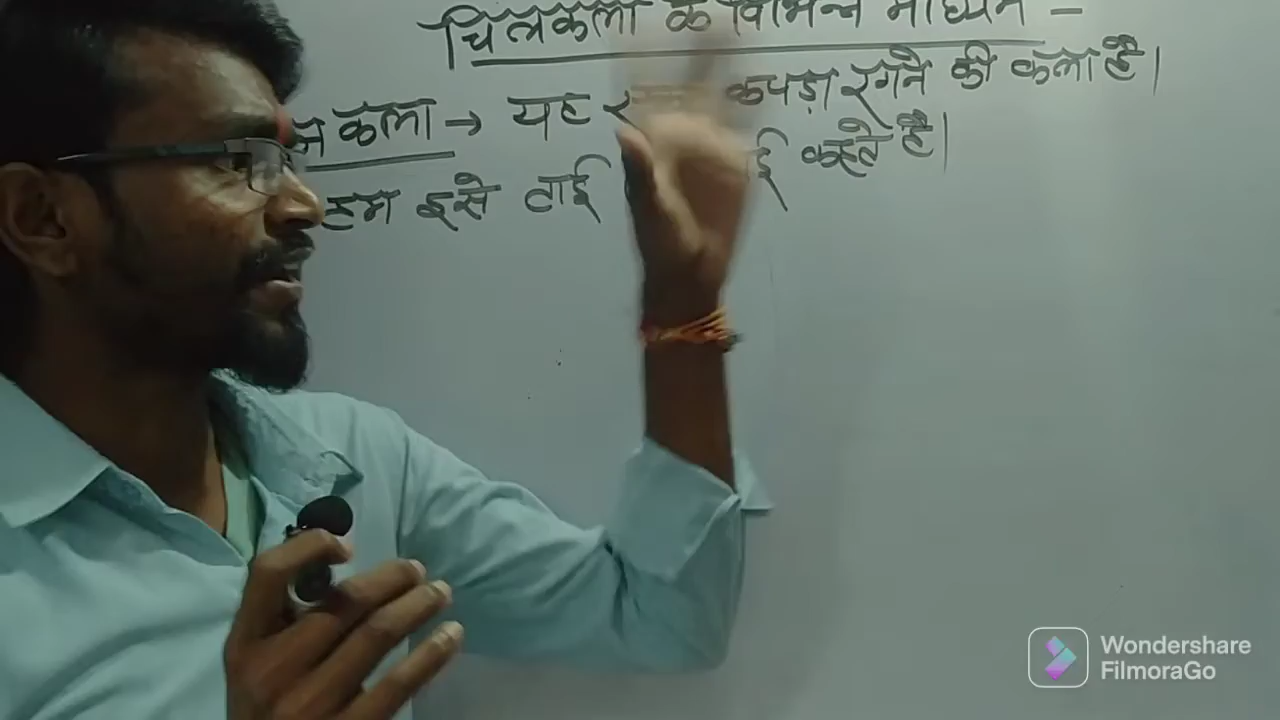 चित्रकला के विभिन्न माध्यम -
कला → यह कपड़ा रंगने की कला है।
हम इसे टाई कहते है।
Wondershare
FilmoraGo